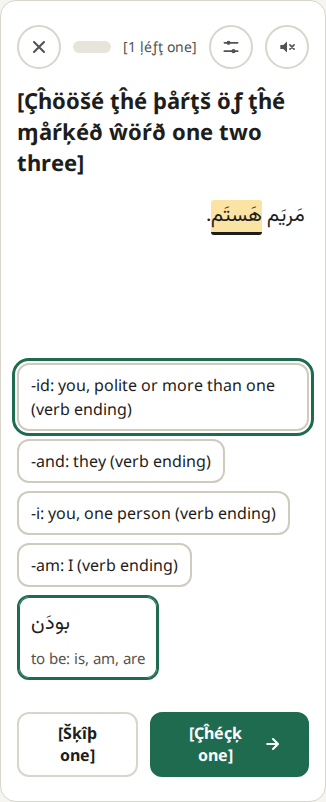 [1 ļéƒţ one]
[Çĥööšé ţĥé þåŕţš öƒ ţĥé
ɱåŕķéð ŵöŕð one two
three]
مَریَم هَستَم.
-id: you, polite or more than one
(verb ending)
-and: they (verb ending)
-i: you, one person (verb ending)
-am: I (verb ending)
بودَن
to be: is, am, are
[Šķîþ
one]
[Çĥéçķ
one]